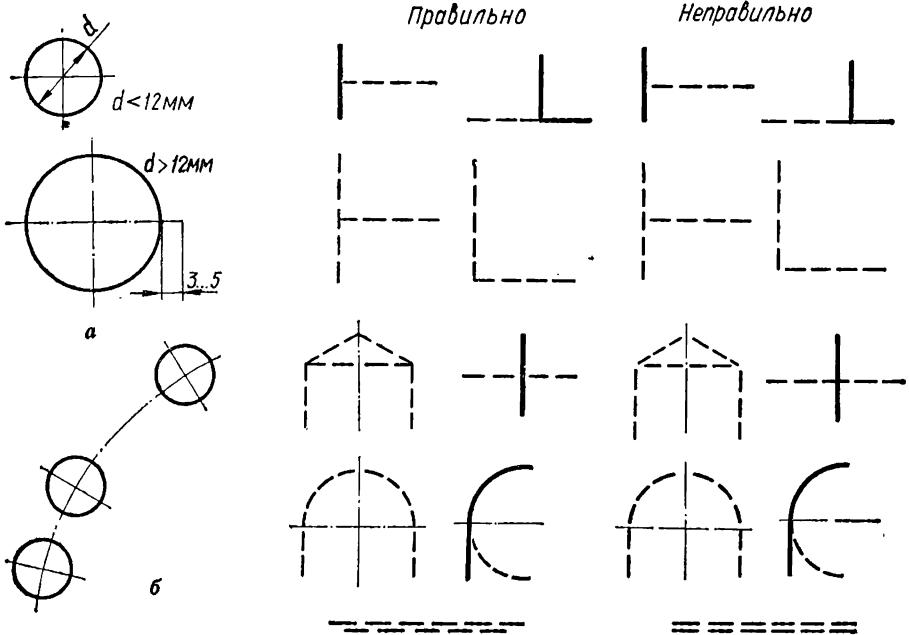 Правильно
Неправильно
d
d<12мм
d>12мм
3...5
а
б